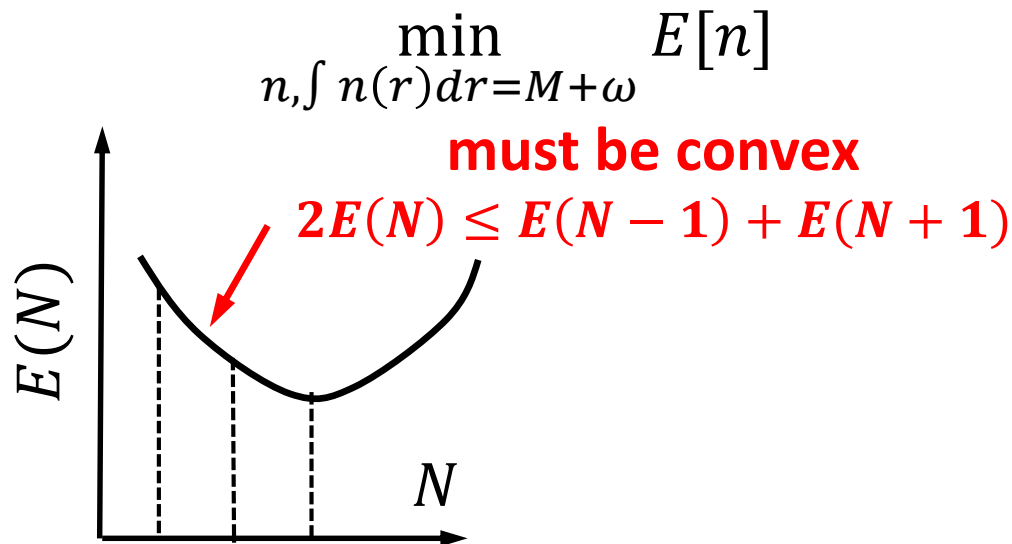 min E[n]
n,∫ n(r)dr=M+ω
must be convex
2E(N) ≤ E(N − 1) + E(N + 1)
E(N)
N